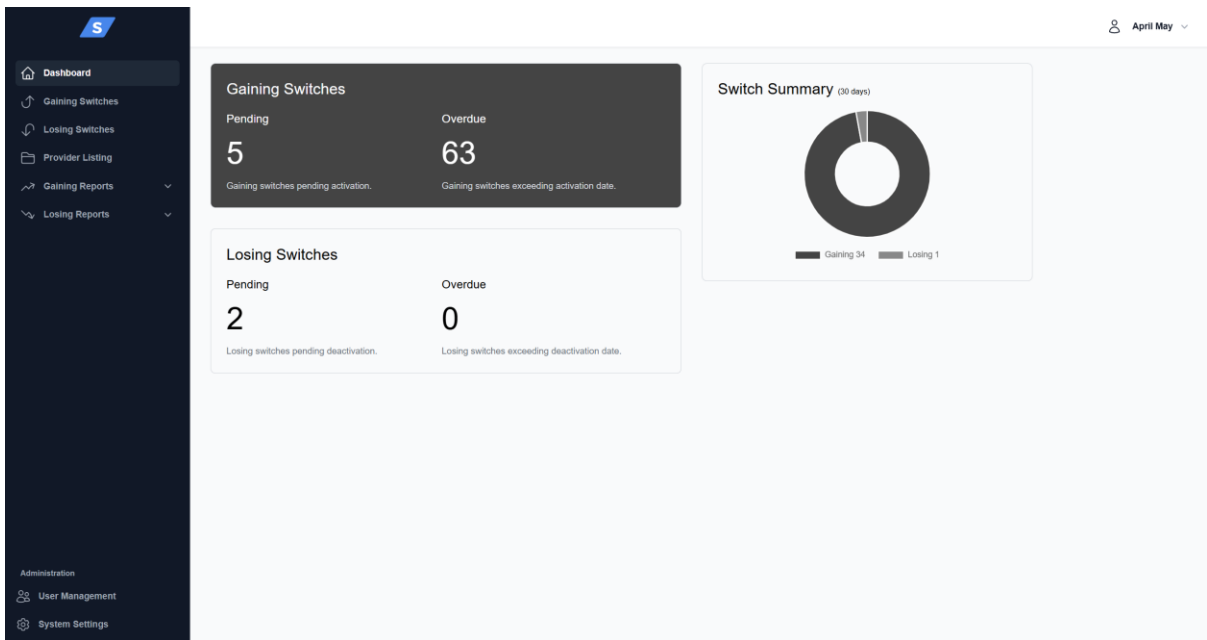 S
April May
Dashboard
Gaining Switches
Losing Switches
Provider Listing
Gaining Reports
Losing Reports
Administration
User Management
System Settings
Gaining Switches
Pending
Overdue
5
63
Gaining switches pending activation.
Gaining switches exceeding activation date.
Losing Switches
Pending
Overdue
2
0
Losing switches pending deactivation.
Losing switches exceeding deactivation date.
Switch Summary (30 days)
Gaining 34
Losing 1